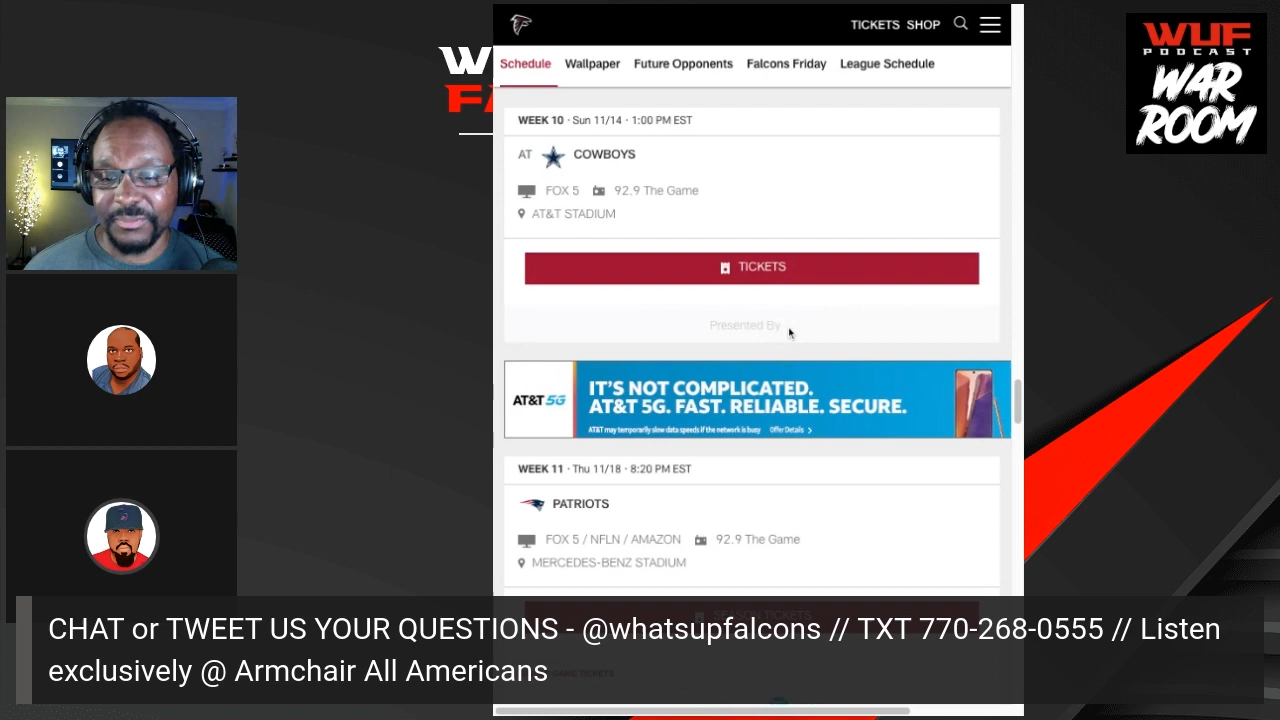 TICKETS SHOP
WUF
PODCAST
WAR
ROOM
W
FA
Schedule Wallpaper Future Opponents Falcons Friday League Schedule
WEEK 10 · Sun 11/14 · 1:00 PM EST
AT COWBOYS
FOX 5 92.9 The Game
AT&T STADIUM
TICKETS
Presented By
AT&T 5G
IT'S NOT COMPLICATED.
AT&T 5G. FAST. RELIABLE. SECURE.
AT&T may temporarily slow data speeds if the network is busy Offer Details >
WEEK 11 · Thu 11/18 · 8:20 PM EST
PATRIOTS
FOX 5 / NFLN / AMAZON 92.9 The Game
MERCEDES-BENZ STADIUM
SEASON TICKETS
CHAT or TWEET US YOUR QUESTIONS - @whatsupfalcons // TXT 770-268-0555 // Listen
exclusively @ Armchair All Americans
TICKETS